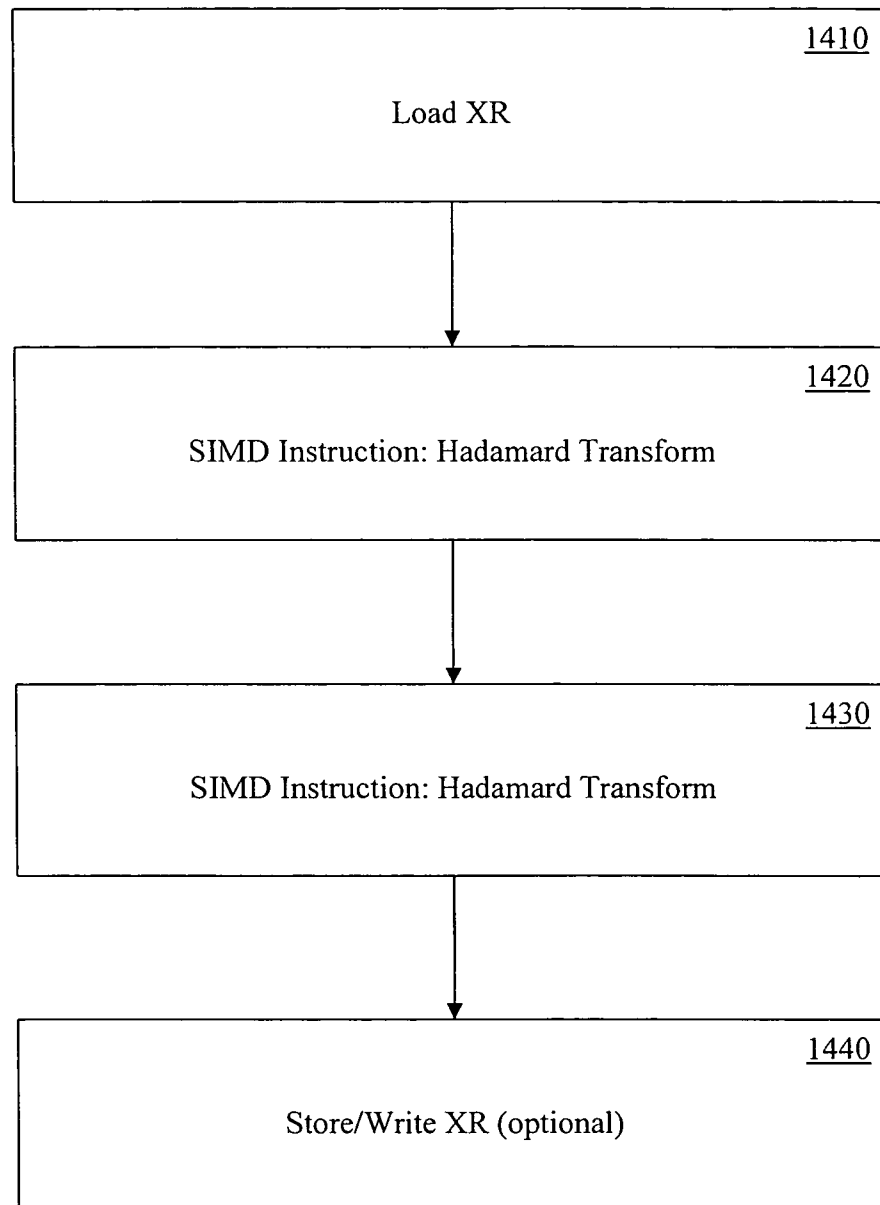 1410
Load XR
1420
SIMD Instruction: Hadamard Transform
1430
SIMD Instruction: Hadamard Transform
1440
Store/Write XR (optional)